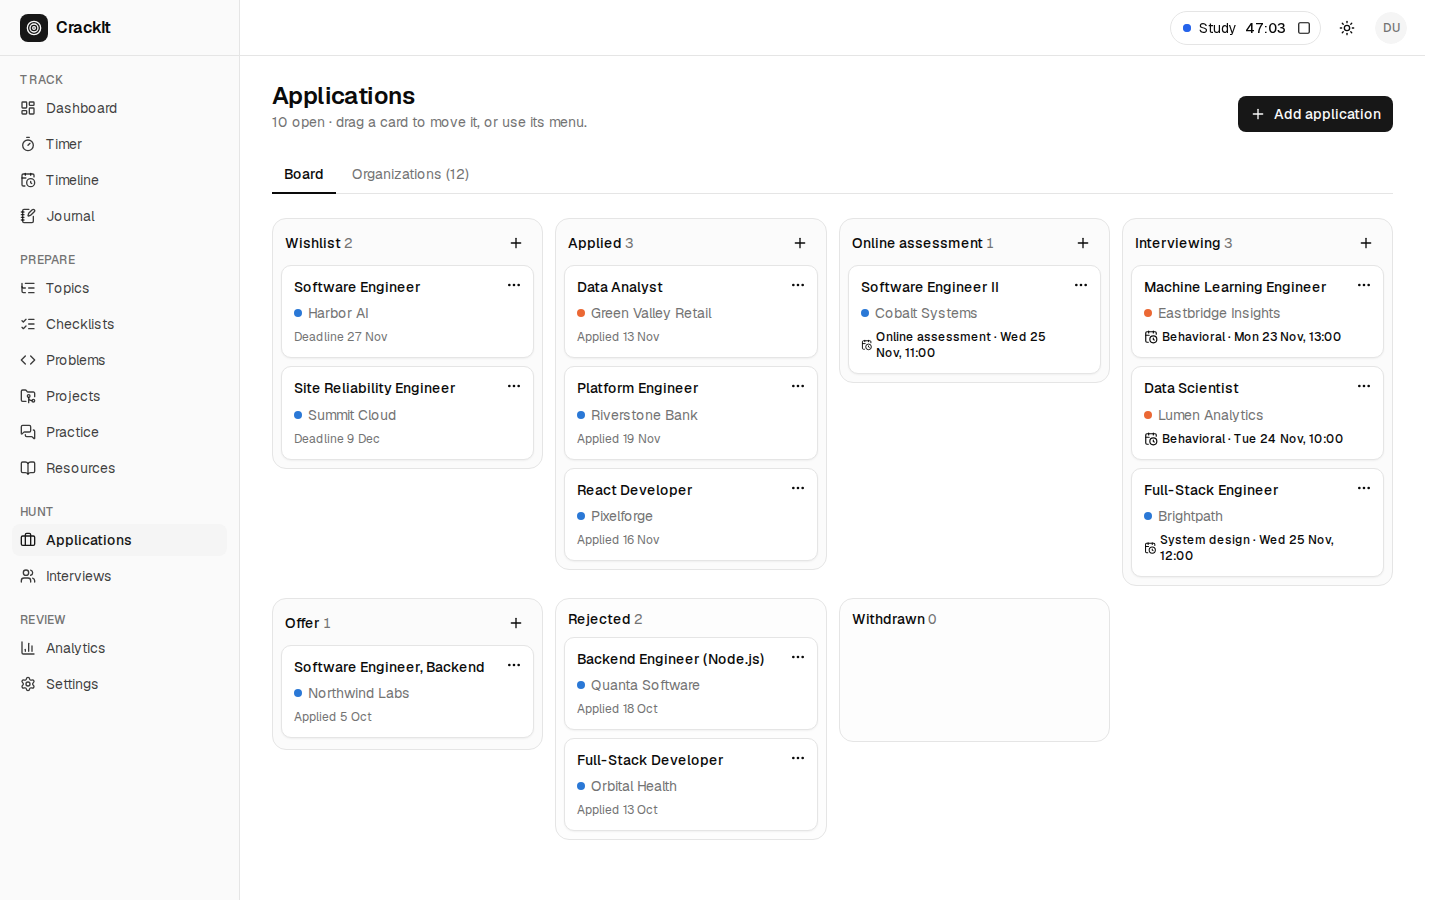 CrackIt
Study 47:03
DU
TRACK
Dashboard
Timer
Timeline
Journal
PREPARE
Topics
Checklists
Problems
Projects
Practice
Resources
HUNT
Applications
Interviews
REVIEW
Analytics
Settings
Applications
10 open · drag a card to move it, or use its menu.
Add application
Board
Organizations (12)
Wishlist 2
Software Engineer
Harbor AI
Deadline 27 Nov
Site Reliability Engineer
Summit Cloud
Deadline 9 Dec
Applied 3
Data Analyst
Green Valley Retail
Applied 13 Nov
Platform Engineer
Riverstone Bank
Applied 19 Nov
React Developer
Pixelforge
Applied 16 Nov
Online assessment 1
Software Engineer II
Cobalt Systems
Online assessment · Wed 25
Nov, 11:00
Interviewing 3
Machine Learning Engineer
Eastbridge Insights
Behavioral · Mon 23 Nov, 13:00
Data Scientist
Lumen Analytics
Behavioral · Tue 24 Nov, 10:00
Full-Stack Engineer
Brightpath
System design · Wed 25 Nov,
12:00
Offer 1
Software Engineer, Backend
Northwind Labs
Applied 5 Oct
Rejected 2
Backend Engineer (Node.js)
Quanta Software
Applied 18 Oct
Full-Stack Developer
Orbital Health
Applied 13 Oct
Withdrawn 0